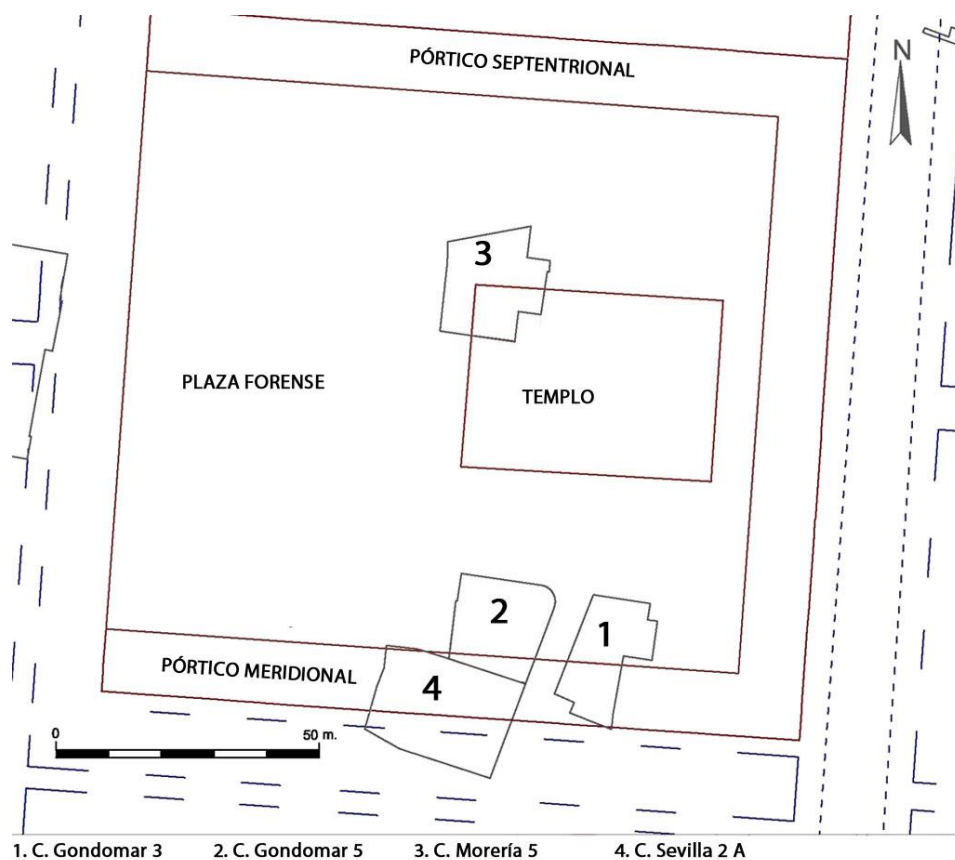 PÓRTICO SEPTENTRIONAL
N
3
PLAZA FORENSE
TEMPLO
2
1
PÓRTICO MERIDIONAL
4
0
50 m.
1. C. Gondomar 3 2. C. Gondomar 5 3. C. Morería 5 4. C. Sevilla 2 A